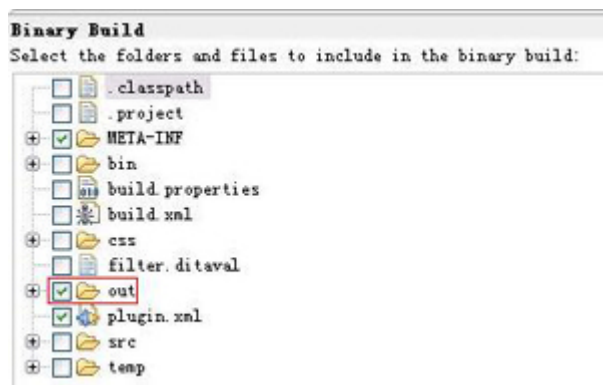 Binary Build
Select the folders and files to include in the binary build:
.classpath
.project
META-INF
bin
build.properties
build.xml
css
filter.ditaval
out
plugin.xml
src
temp